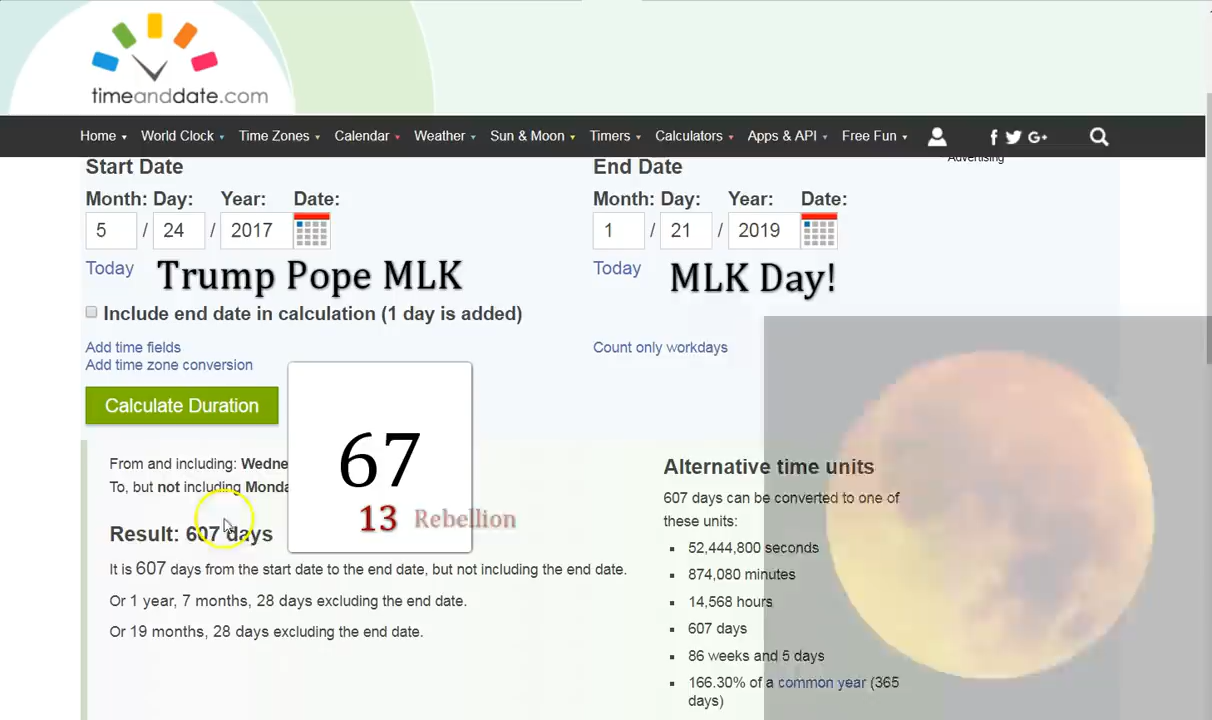 timeanddate.com
Home World Clock Time Zones Calendar Weather Sun & Moon Timers Calculators Apps & API Free Fun f G+
Advertising
Start Date
Month: Day: Year: Date:
5 / 24 / 2017
Today
Trump Pope MLK
End Date
Month: Day: Year: Date:
1 / 21 / 2019
Today
MLK Day!
Include end date in calculation (1 day is added)
Add time fields
Add time zone conversion
Count only workdays
Calculate Duration
67
13 Rebellion
From and including: Wedne
To, but not including Monda
Result: 607 days
It is 607 days from the start date to the end date, but not including the end date.
Or 1 year, 7 months, 28 days excluding the end date.
Or 19 months, 28 days excluding the end date.
Alternative time units
607 days can be converted to one of
these units:
52,444,800 seconds
874,080 minutes
14,568 hours
607 days
86 weeks and 5 days
166.30% of a common year (365
days)